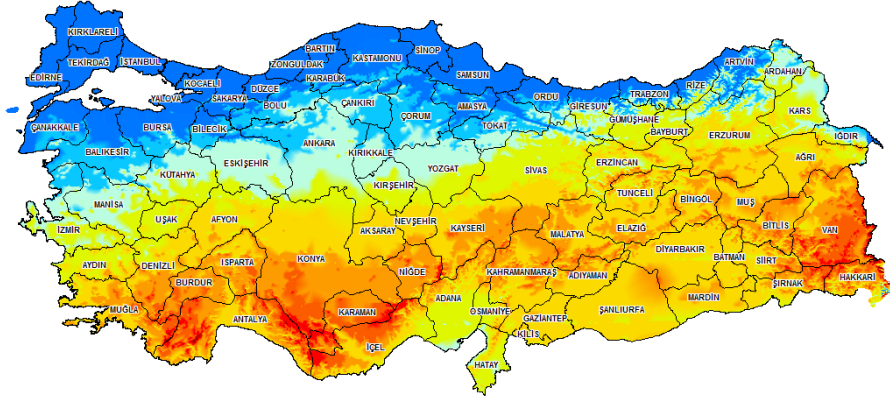 KIRKLARELİ
TEKİRDAĞ
İSTANBUL
EDİRNE
KOCAELİ
YALOVA
SAKARYA
DÜZCE
ZONGULDAK
BARTIN
KARABÜK
KASTAMONU
SİNOP
SAMSUN
ORDU
GİRESUN
TRABZON
RİZE
ARTVİN
ARDAHAN
ÇANAKKALE
BURSA
BİLECİK
BOLU
ÇANKIRI
ÇORUM
AMASYA
TOKAT
GÜMÜŞHANE
BAYBURT
ERZURUM
KARS
IĞDIR
BALIKESİR
KÜTAHYA
ESKİŞEHİR
ANKARA
KIRIKKALE
KIRŞEHİR
YOZGAT
SİVAS
ERZİNCAN
TUNCELİ
BİNGÖL
MUŞ
AĞRI
MANİSA
İZMİR
UŞAK
AFYON
AKSARAY
NEVŞEHİR
KAYSERİ
MALATYA
ELAZIĞ
DİYARBAKIR
BATMAN
SİİRT
BİTLİS
VAN
AYDIN
DENİZLİ
ISPARTA
BURDUR
KONYA
NİĞDE
KAHRAMANMARAŞ
ADIYAMAN
MARDİN
ŞIRNAK
HAKKARİ
MUĞLA
ANTALYA
KARAMAN
İÇEL
ADANA
OSMANİYE
GAZİANTEP
KİLİS
ŞANLIURFA
HATAY